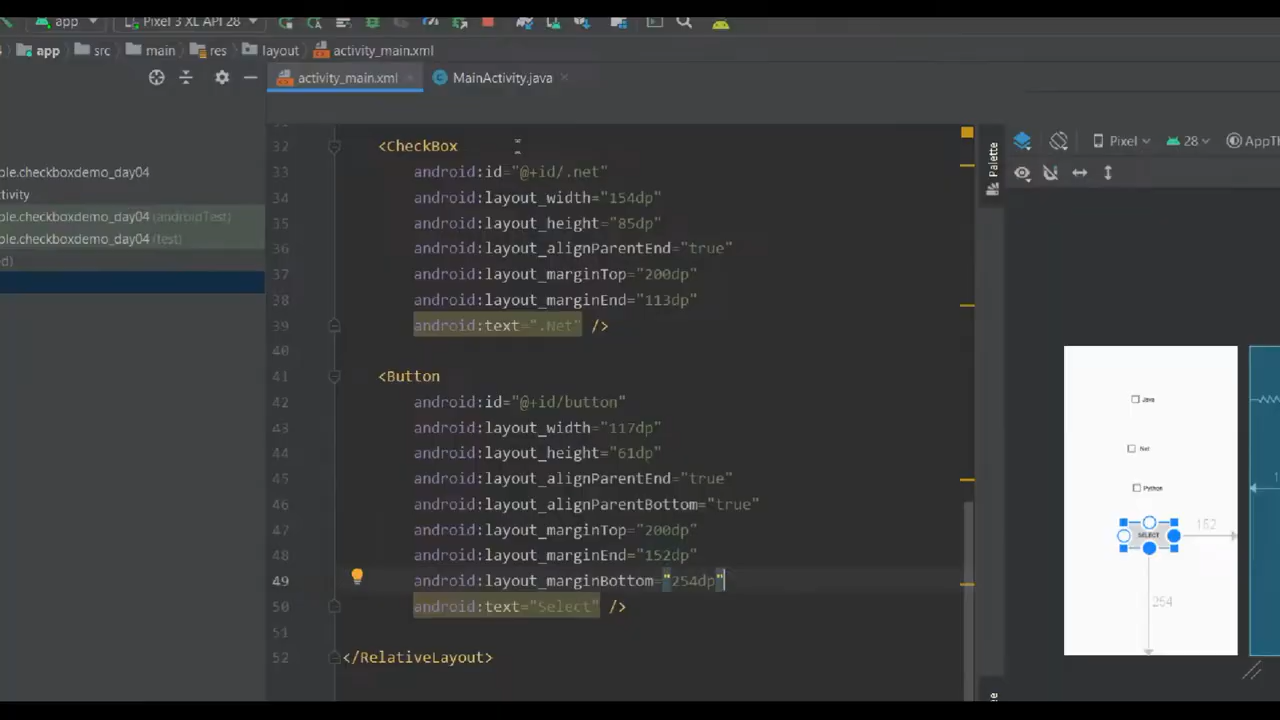 app Pixel 3 XL API 28
app src main res layout activity_main.xml
activity_main.xml MainActivity.java
ple.checkboxdemo_day04
tivity
ple.checkboxdemo_day04 (androidTest)
ple.checkboxdemo_day04 (test)
d)
32 <CheckBox
33 android:id="@+id/.net"
34 android:layout_width="154dp"
35 android:layout_height="85dp"
36 android:layout_alignParentEnd="true"
37 android:layout_marginTop="200dp"
38 android:layout_marginEnd="113dp"
39 android:text=".Net" />
40
41 <Button
42 android:id="@+id/button"
43 android:layout_width="117dp"
44 android:layout_height="61dp"
45 android:layout_alignParentEnd="true"
46 android:layout_alignParentBottom="true"
47 android:layout_marginTop="200dp"
48 android:layout_marginEnd="152dp"
49 android:layout_marginBottom="254dp"
50 android:text="Select" />
51
52 </RelativeLayout>
Palette
Pixel 28 AppTh
Java
Net
Python
SELECT
152
254